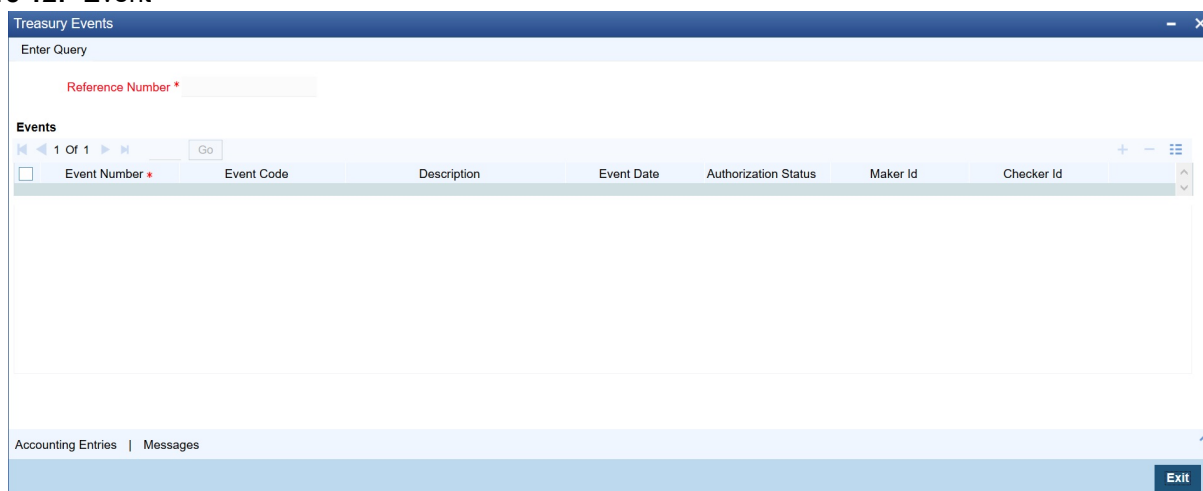 Event
Treasury Events
Enter Query
Reference Number *
Events
1 Of 1 Go
Event Number * Event Code Description Event Date Authorization Status Maker Id Checker Id
Accounting Entries | Messages
Exit